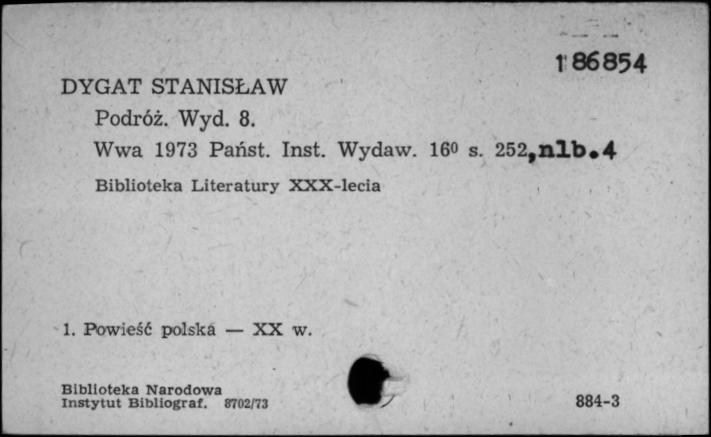 186854
DYGAT STANISŁAW
Podróż. Wyd. 8.
Wwa 1973 Państ. Inst. Wydaw. 16⁰ s. 252,nlb.4
Biblioteka Literatury XXX-lecia
1. Powieść polska — XX w.
Biblioteka Narodowa
Instytut Bibliograf. 8702/73
884-3